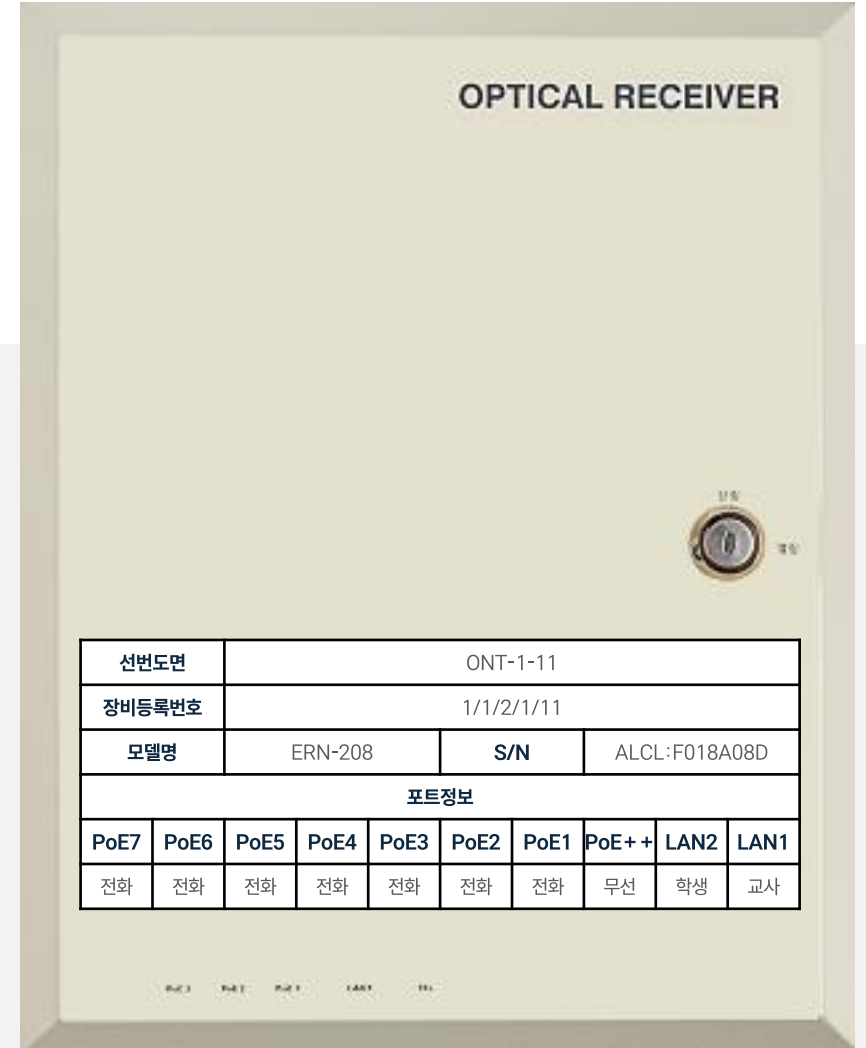 OPTICAL RECEIVER
선번도면 ONT-1-11
장비등록번호 1/1/2/1/11
모델명 ERN-208 S/N ALCL:F018A08D
포트정보
PoE7 PoE6 PoE5 PoE4 PoE3 PoE2 PoE1 PoE++ LAN2 LAN1
전화 전화 전화 전화 전화 전화 전화 무선 학생 교사